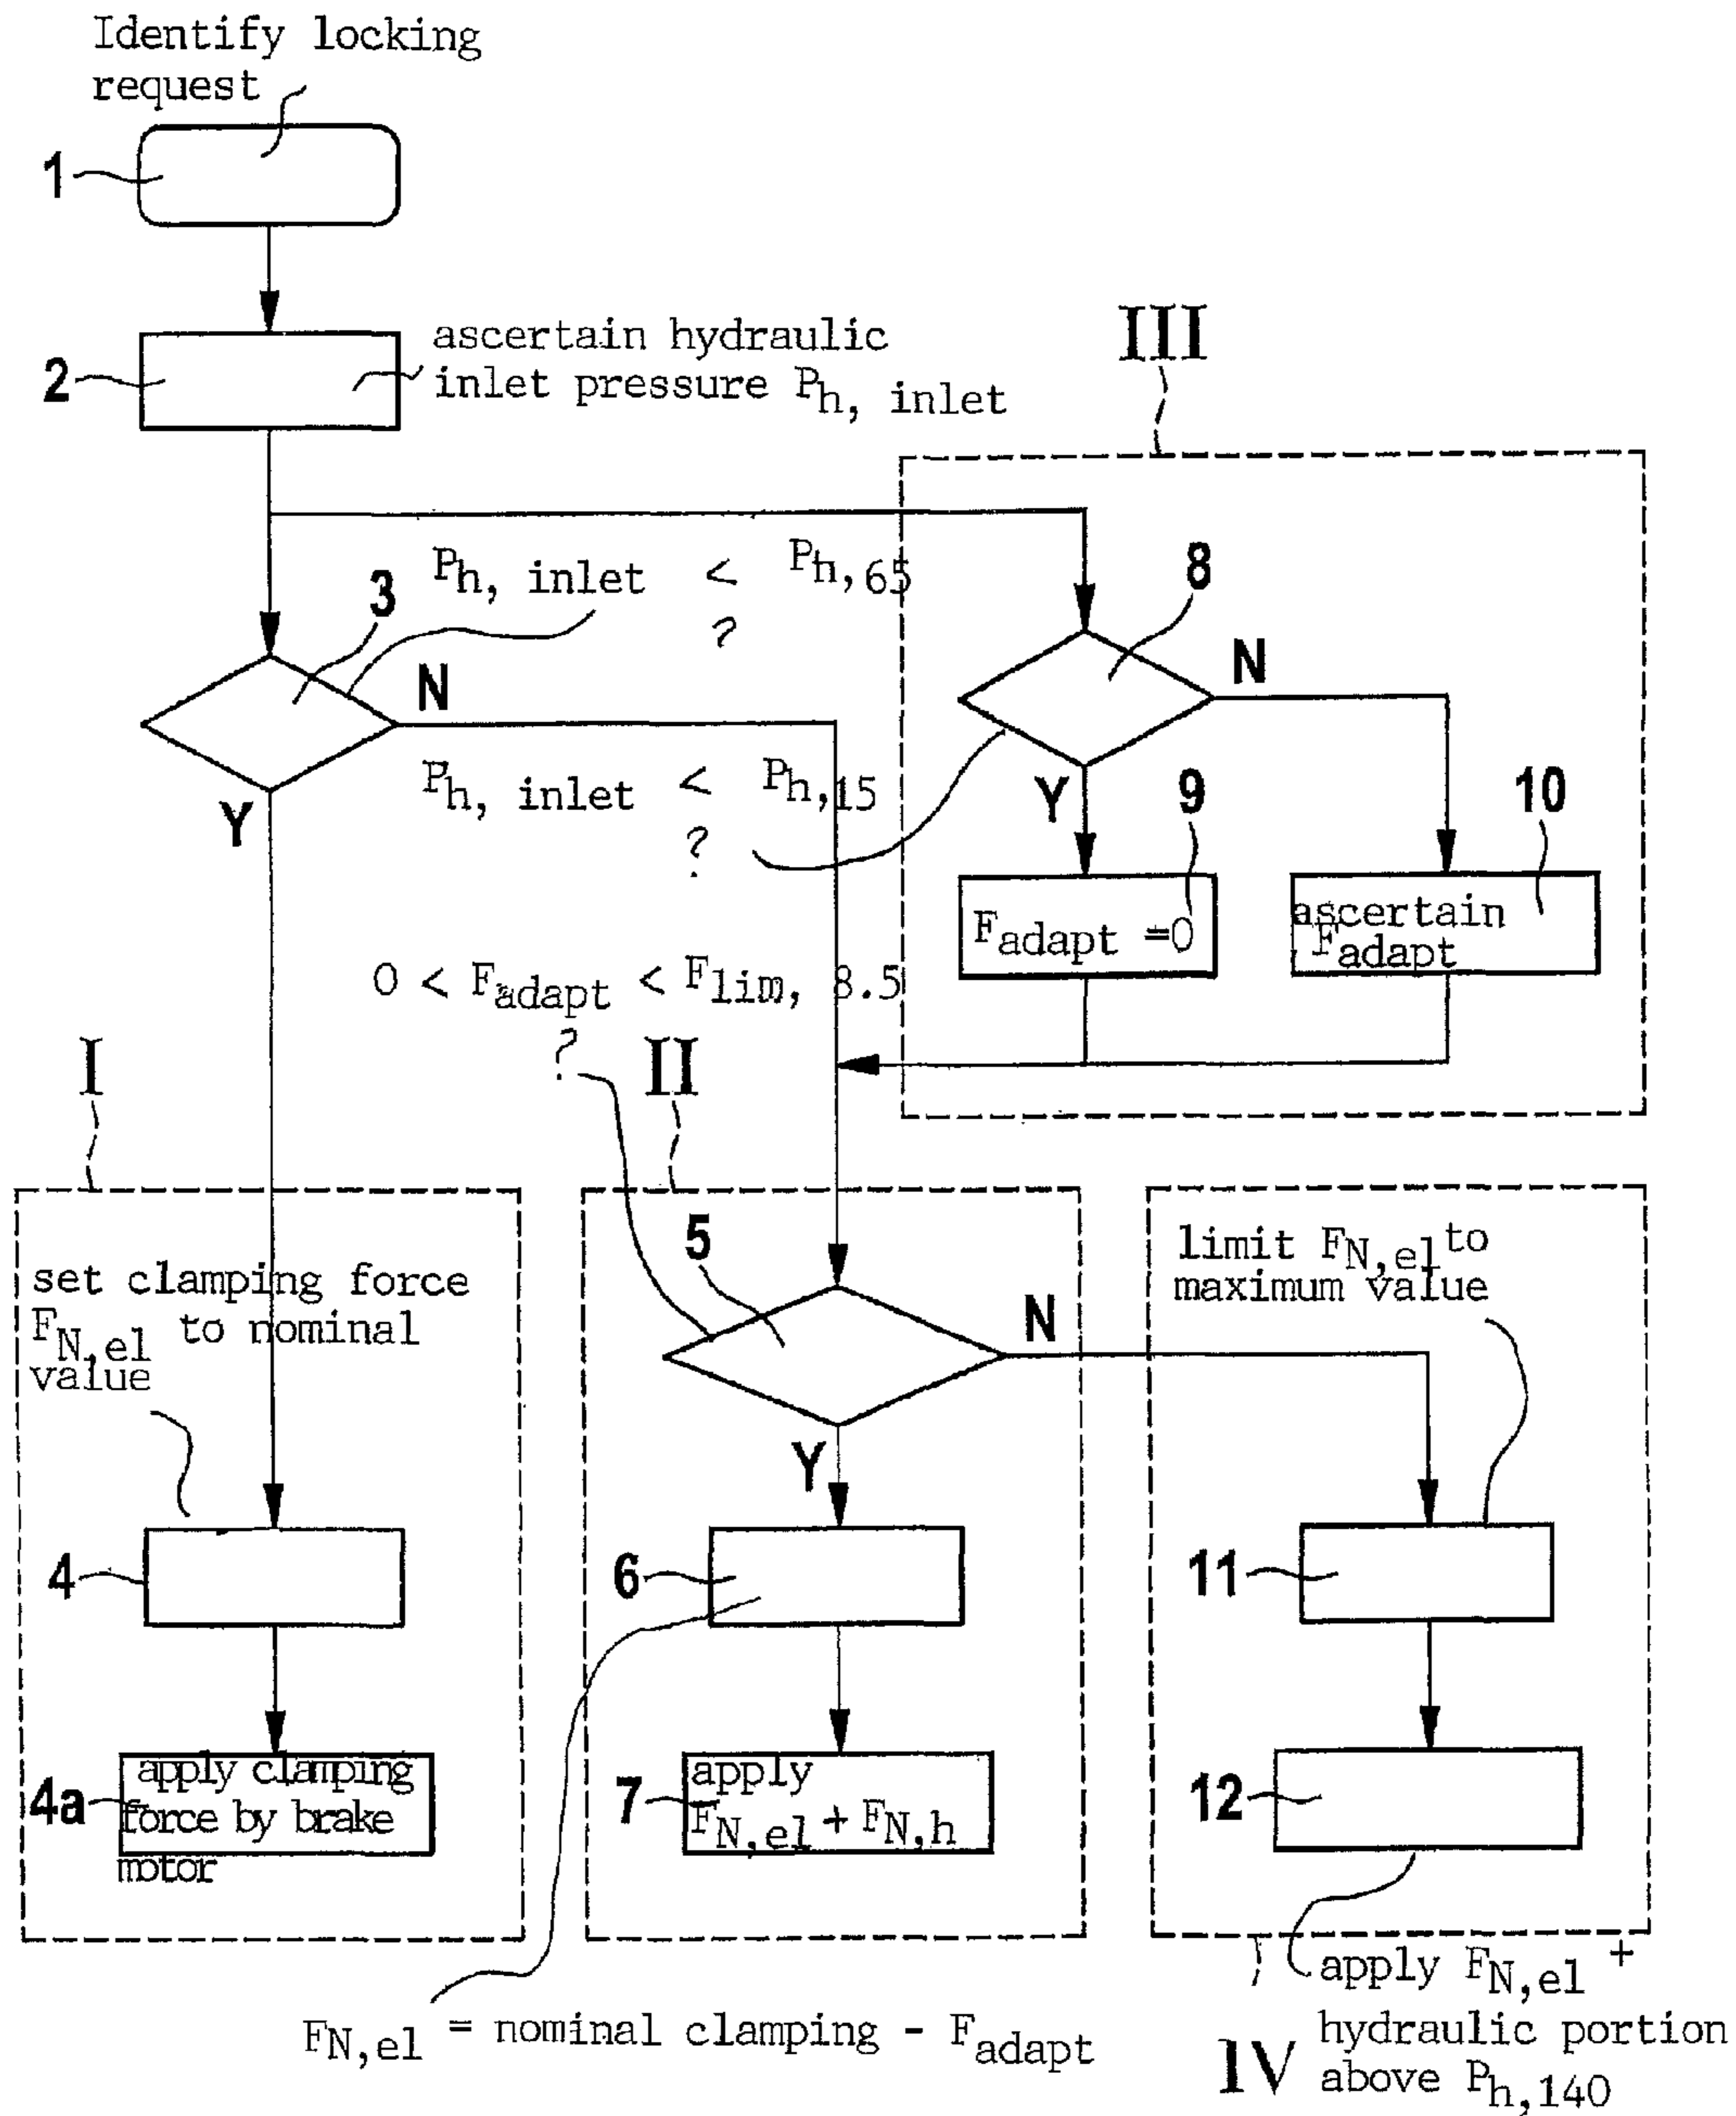 Identify locking
request
1
2
ascertain hydraulic
inlet pressure Ph, inlet
III
3
Ph, inlet < Ph,65
?
8
N
N
Ph, inlet < Ph,15
?
Y
Y
9
10
Fadapt =0
ascertain
Fadapt
0 < Fadapt < Flim, 8.5
?
I
II
5
limit FN,el to
maximum value
set clamping force
FN,el to nominal
value
N
Y
4
6
11
4a
apply clamping
force by brake
motor
7
apply
FN,el + FN,h
12
FN,el = nominal clamping - Fadapt
IV
apply FN,el +
hydraulic portion
above Ph,140